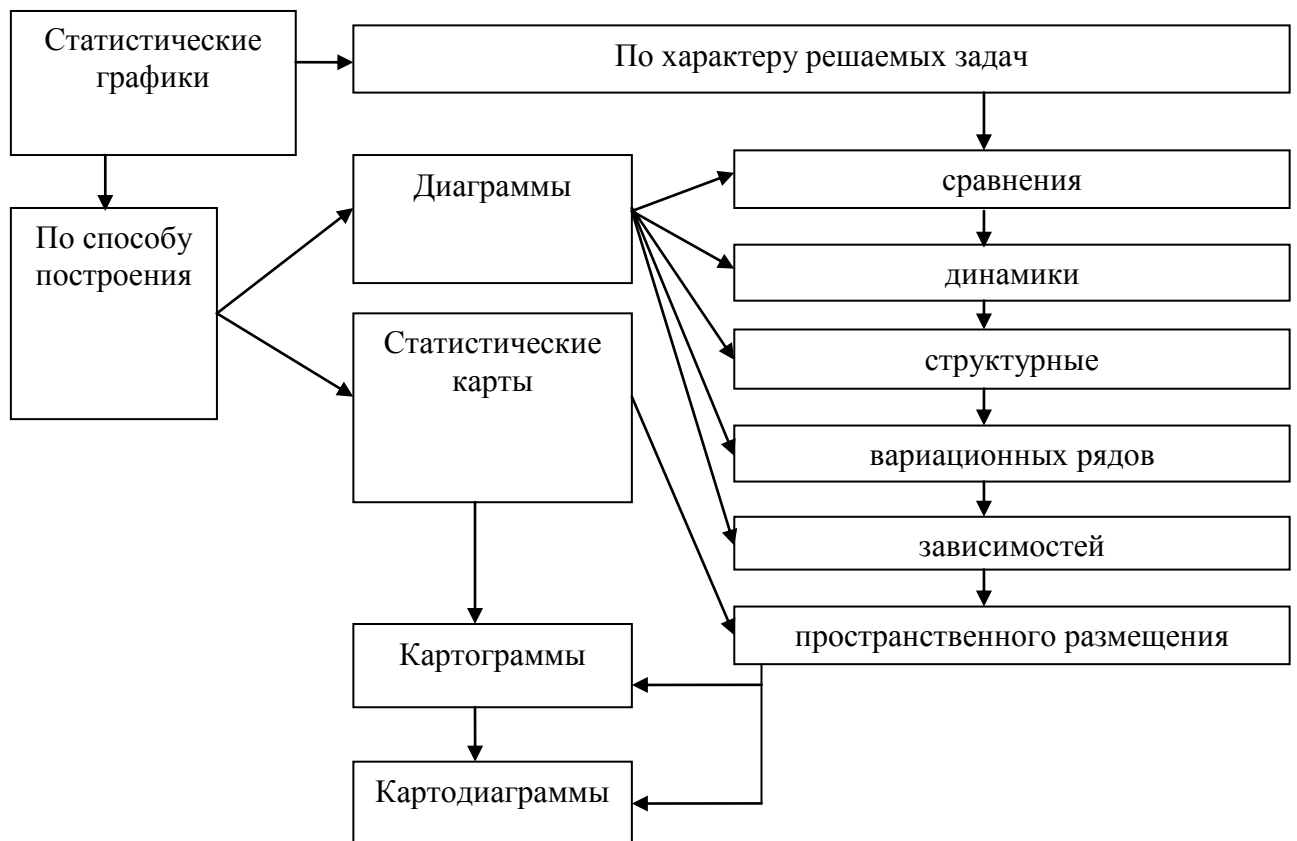 Статистические
графики
По характеру решаемых задач
Диаграммы
сравнения
По способу
построения
динамики
Статистические
карты
структурные
вариационных рядов
зависимостей
пространственного размещения
Картограммы
Картодиаграммы